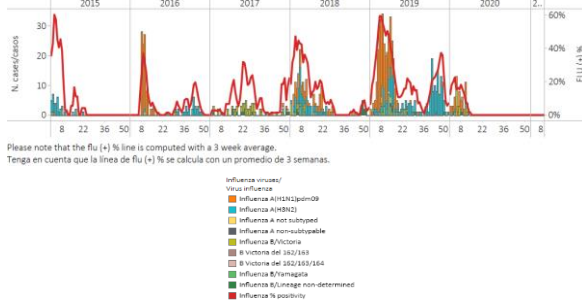 2015 2016 2017 2018 2019 2020 2..
N. cases/casos
30
20
10
0
60%
40%
20%
0%
FLU (+) %
8 22 36 50 8 22 36 50 8 22 36 50 8 22 36 50 8 22 36 50 8 22 36 50 8
Please note that the flu (+) % line is computed with a 3 week average.
Tenga en cuenta que la línea de flu (+) % se calcula con un promedio de 3 semanas.
Influenza viruses/
Virus influenza
Influenza A(H1N1)pdm09
Influenza A(H3N2)
Influenza A not subtyped
Influenza A non-subtypable
Influenza B/Victoria
B Victoria del 162/163
B Victoria del 162/163/164
Influenza B/Yamagata
Influenza B/Lineage non-determined
Influenza % positivity